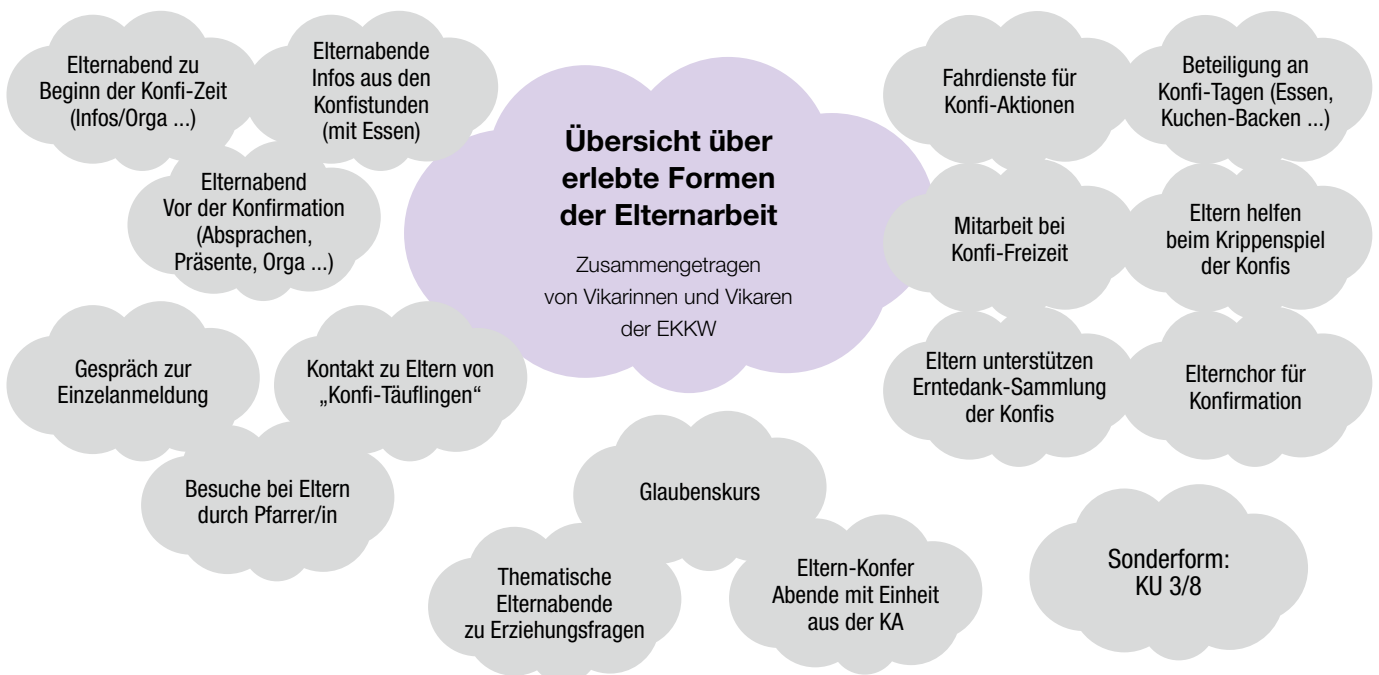 Elternabend zu
Beginn der Konfi-Zeit
(Infos/Orga ...)
Elternabende
Infos aus den
Konfistunden
(mit Essen)
Elternabend
Vor der Konfirmation
(Absprachen,
Präsente, Orga ...)
Übersicht über
erlebte Formen
der Elternarbeit
Zusammengetragen
von Vikarinnen und Vikaren
der EKKW
Fahrdienste für
Konfi-Aktionen
Beteiligung an
Konfi-Tagen (Essen,
Kuchen-Backen ...)
Mitarbeit bei
Konfi-Freizeit
Eltern helfen
beim Krippenspiel
der Konfis
Eltern unterstützen
Erntedank-Sammlung
der Konfis
Elternchor für
Konfirmation
Gespräch zur
Einzelanmeldung
Kontakt zu Eltern von
„Konfi-Täuflingen“
Besuche bei Eltern
durch Pfarrer/in
Glaubenskurs
Thematische
Elternabende
zu Erziehungsfragen
Eltern-Konfer
Abende mit Einheit
aus der KA
Sonderform:
KU 3/8